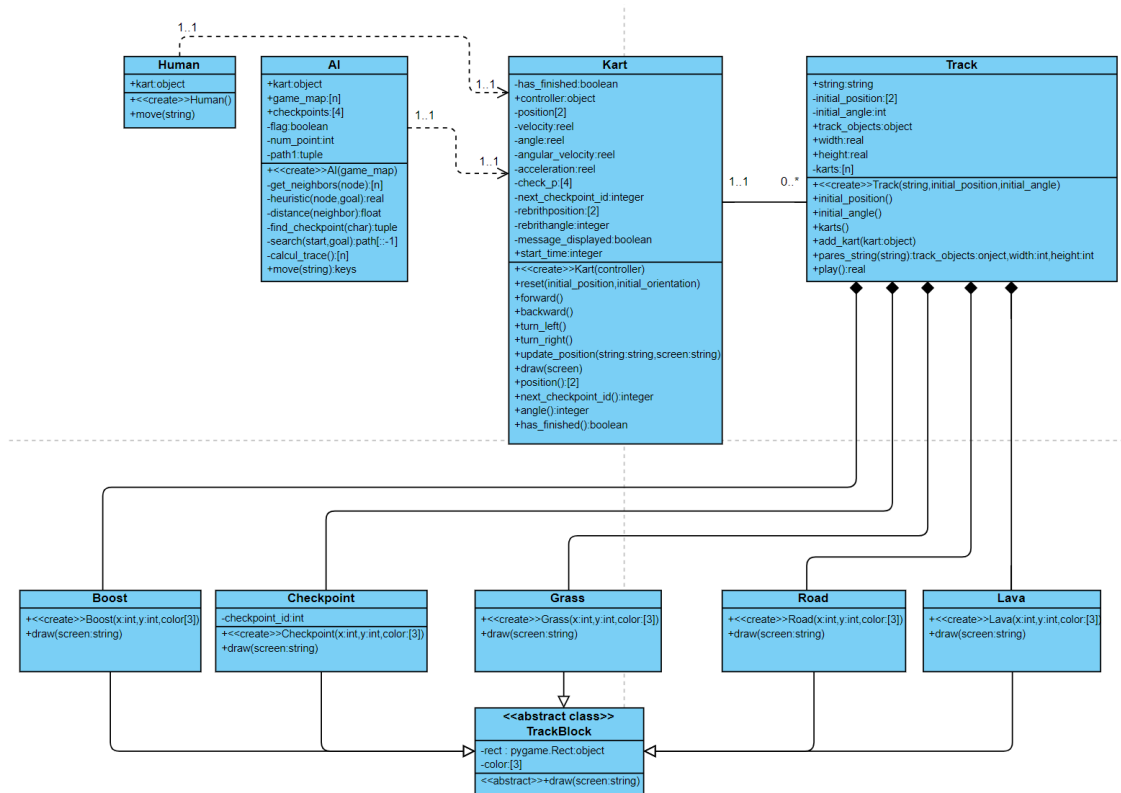 1..1
Human
+kart:object
+<<create>>Human()
+move(string)
AI
+kart:object
+game_map:[n]
+checkpoints:[4]
-flag:boolean
-num_point:int
-path1:tuple
+<<create>>AI(game_map)
-get_neighbors(node):[n]
-heuristic(node,goal):real
-distance(neighbor):float
-find_checkpoint(char):tuple
-search(start,goal):path[::-1]
-calcul_trace():[n]
+move(string):keys
1..1
1..1
1..1
Kart
-has_finished:boolean
+controller:object
-position[2]
-velocity:reel
-angle:reel
-angular_velocity:reel
-acceleration:reel
-check_p:[4]
-next_checkpoint_id:integer
-rebrithposition:[2]
-rebrithangle:integer
-message_displayed:boolean
+start_time:integer
+<<create>>Kart(controller)
+reset(initial_position,initial_orientation)
+forward()
+backward()
+turn_left()
+turn_right()
+update_position(string:string,screen:string)
+draw(screen)
+position():[2]
+next_checkpoint_id():integer
+angle():integer
+has_finished():boolean
1..1
0..*
Track
+string:string
-initial_position:[2]
-initial_angle:int
+track_objects:object
+width:real
+height:real
-karts:[n]
+<<create>>Track(string,initial_position,initial_angle)
+initial_position()
+initial_angle()
+karts()
+add_kart(kart:object)
+pares_string(string):track_objects:onject,width:int,height:int
+play():real
Boost
+<<create>>Boost(x:int,y:int,color[3])
+draw(screen:string)
Checkpoint
-checkpoint_id:int
+<<create>>Checkpoint(x:int,y:int,color:[3])
+draw(screen:string)
Grass
+<<create>>Grass(x:int,y:int,color:[3])
+draw(screen:string)
Road
+<<create>>Road(x:int,y:int,color:[3])
+draw(screen:string)
Lava
+<<create>>Lava(x:int,y:int,color:[3])
+draw(screen:string)
<<abstract class>>
TrackBlock
-rect : pygame.Rect:object
-color:[3]
<<abstract>>+draw(screen:string)